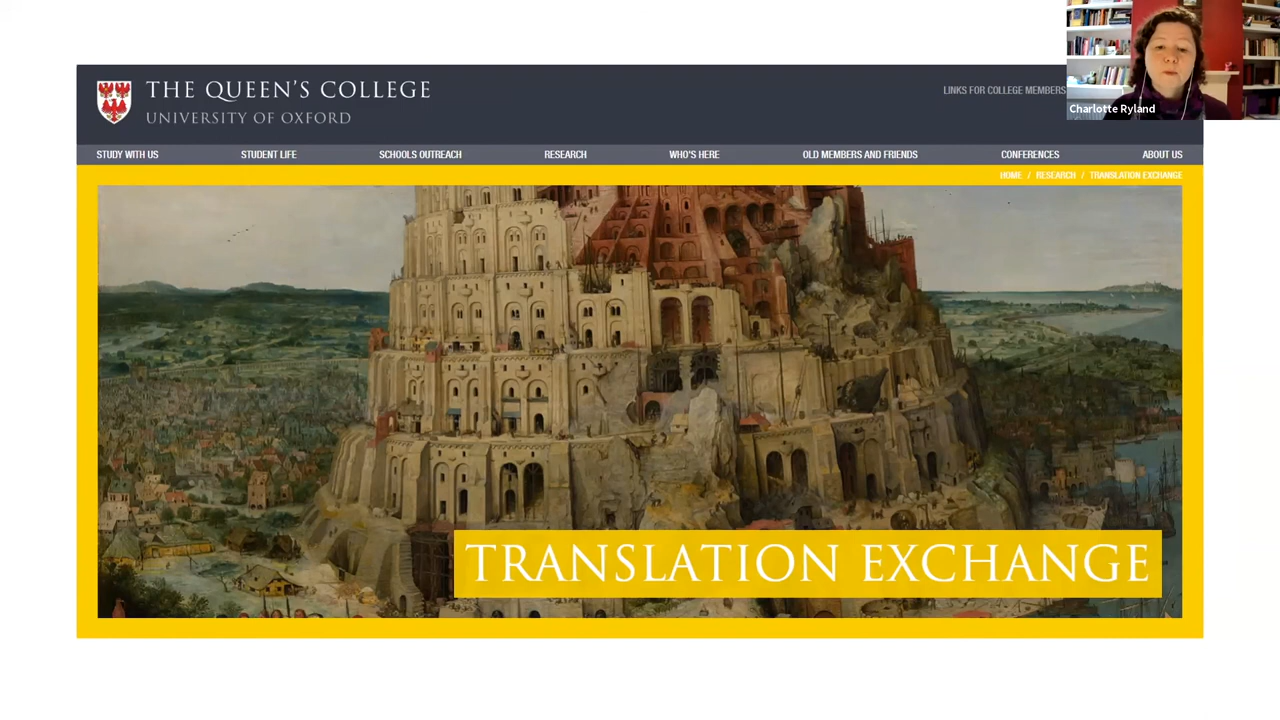 THE QUEEN'S COLLEGE
UNIVERSITY OF OXFORD
LINKS FOR COLLEGE MEMBERS
Charlotte Ryland
STUDY WITH US STUDENT LIFE SCHOOLS OUTREACH RESEARCH WHO'S HERE OLD MEMBERS AND FRIENDS CONFERENCES ABOUT US
HOME / RESEARCH / TRANSLATION EXCHANGE
TRANSLATION EXCHANGE